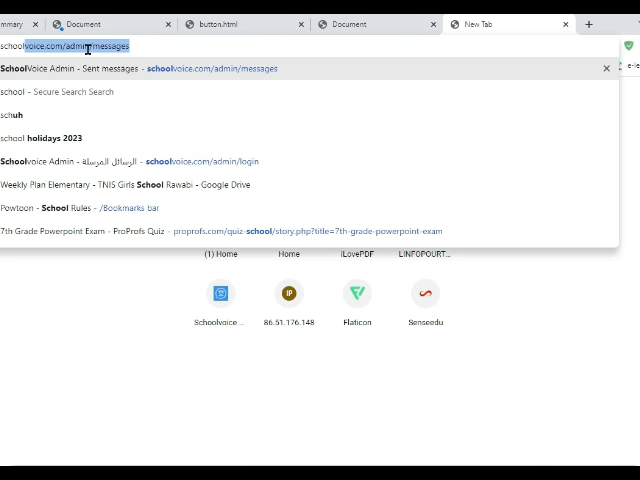 mmary
Document
button.html
Document
New Tab
schoolvoice.com/admin/messages
SchoolVoice Admin - Sent messages - schoolvoice.com/admin/messages
school - Secure Search Search
schuh
school holidays 2023
Schoolvoice Admin - الرسائل المرسلة - schoolvoice.com/admin/login
Weekly Plan Elementary - TNIS Girls School Rawabi - Google Drive
Powtoon - School Rules - /Bookmarks bar
7th Grade Powerpoint Exam - ProProfs Quiz - proprofs.com/quiz-school/story.php?title=7th-grade-powerpoint-exam
e-le
(1) Home
Home
iLovePDF
LINFOPOURT...
IP
Schoolvoice ...
86.51.176.148
Flaticon
Senseedu